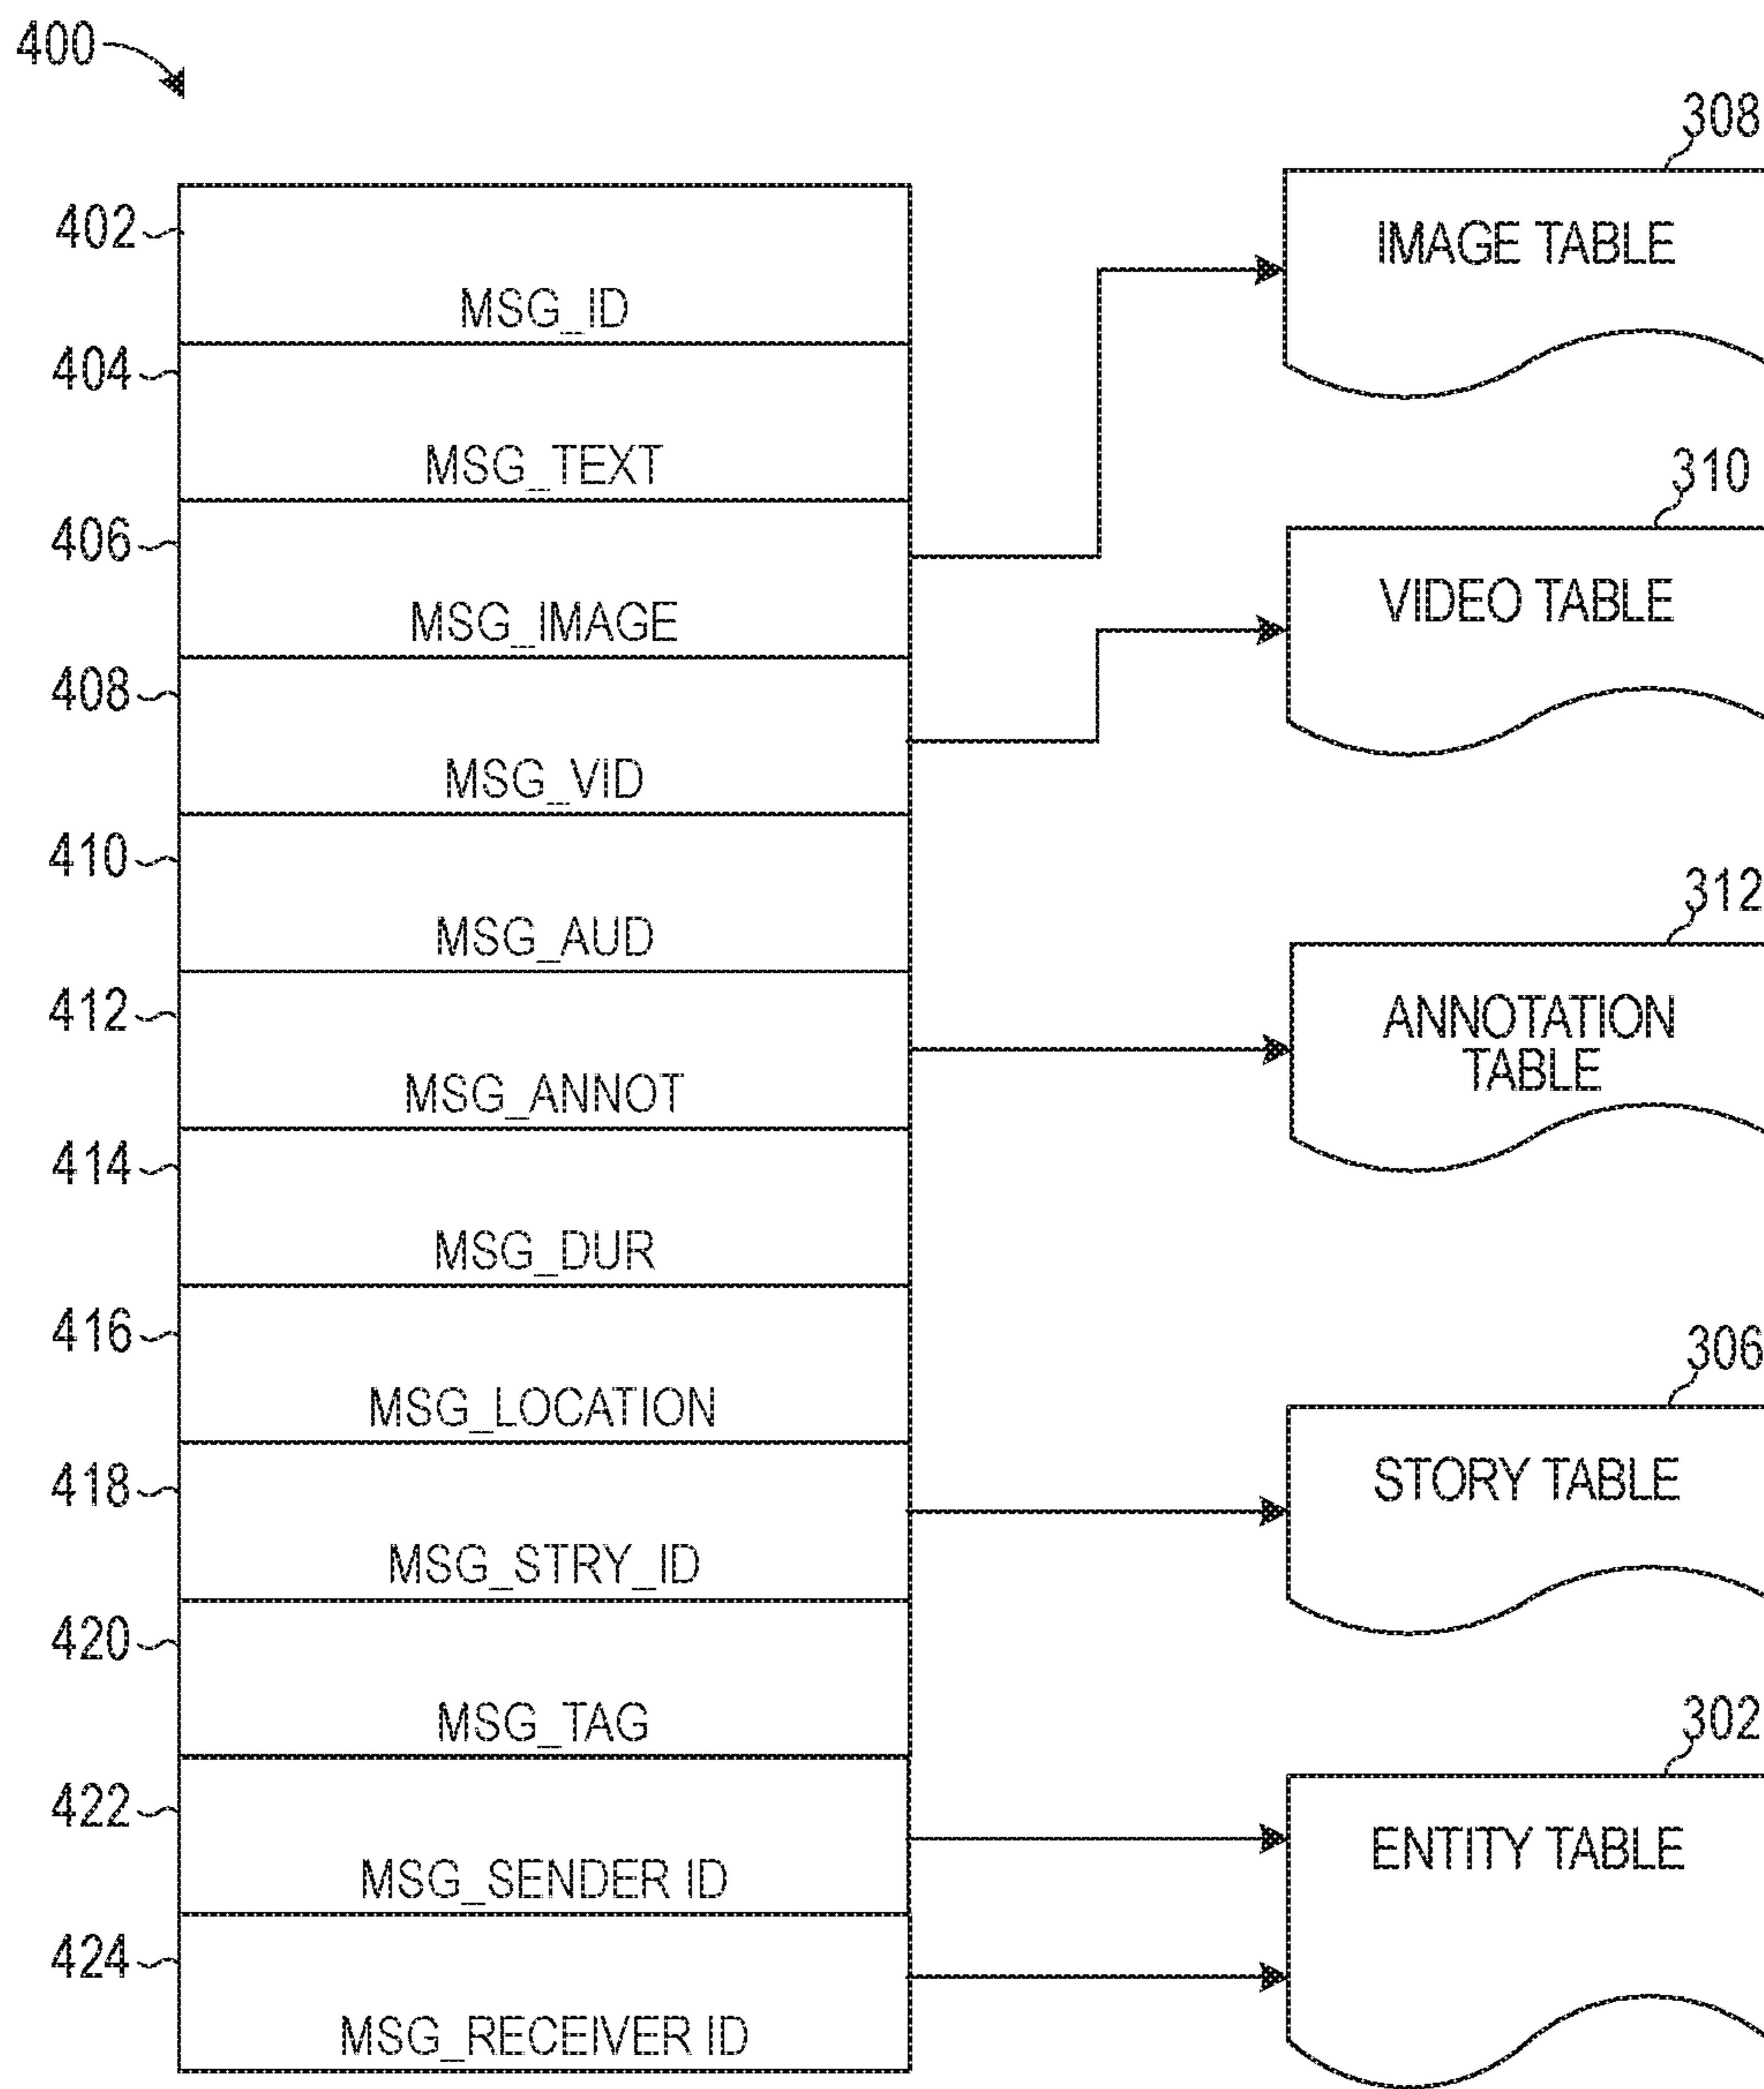 400
308
402
IMAGE TABLE
MSG_ID
404
MSG_TEXT
310
406
VIDEO TABLE
MSG_IMAGE
408
MSG_VID
410
312
MSG_AUD
412
ANNOTATION
TABLE
MSG_ANNOT
414
MSG_DUR
416
306
MSG_LOCATION
418
STORY TABLE
MSG_STRY_ID
420
MSG_TAG
302
422
ENTITY TABLE
MSG_SENDER ID
424
MSG_RECEIVER ID